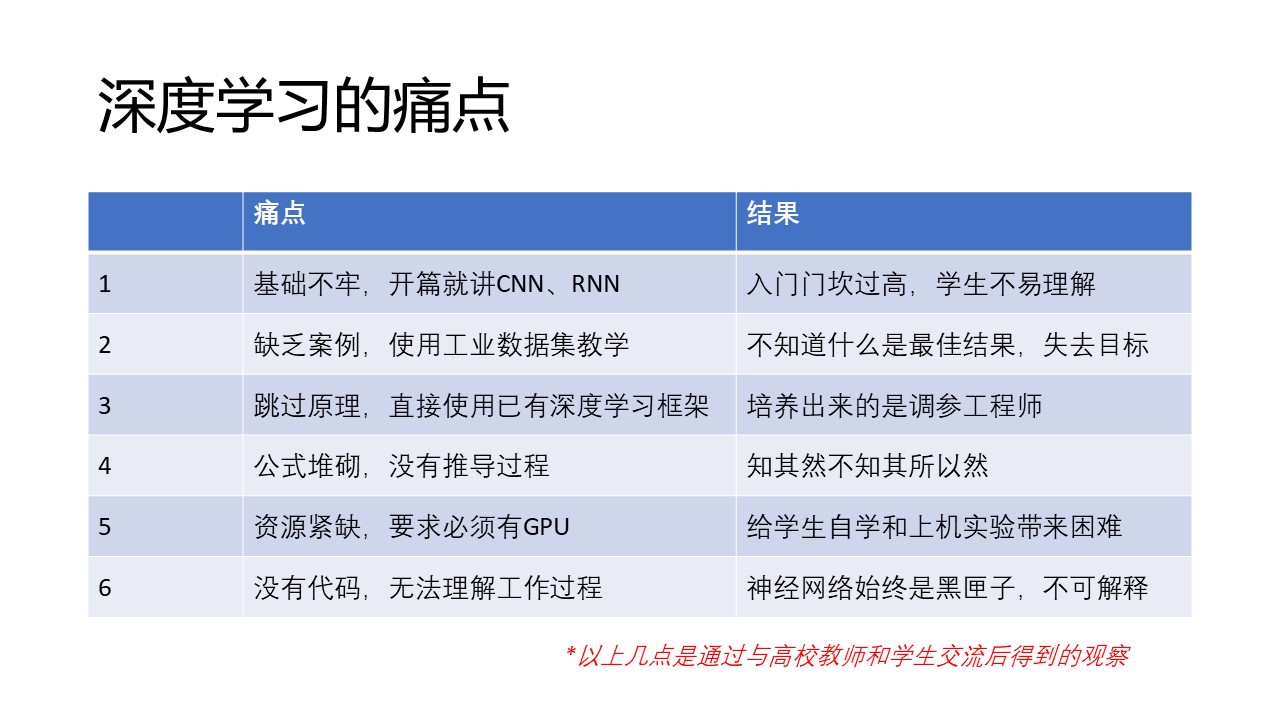 深度学习的痛点
痛点 结果
1 基础不牢，开篇就讲CNN、RNN 入门门坎过高，学生不易理解
2 缺乏案例，使用工业数据集教学 不知道什么是最佳结果，失去目标
3 跳过原理，直接使用已有深度学习框架 培养出来的是调参工程师
4 公式堆砌，没有推导过程 知其然不知其所以然
5 资源紧缺，要求必须有GPU 给学生自学和上机实验带来困难
6 没有代码，无法理解工作过程 神经网络始终是黑匣子，不可解释
*以上几点是通过与高校教师和学生交流后得到的观察